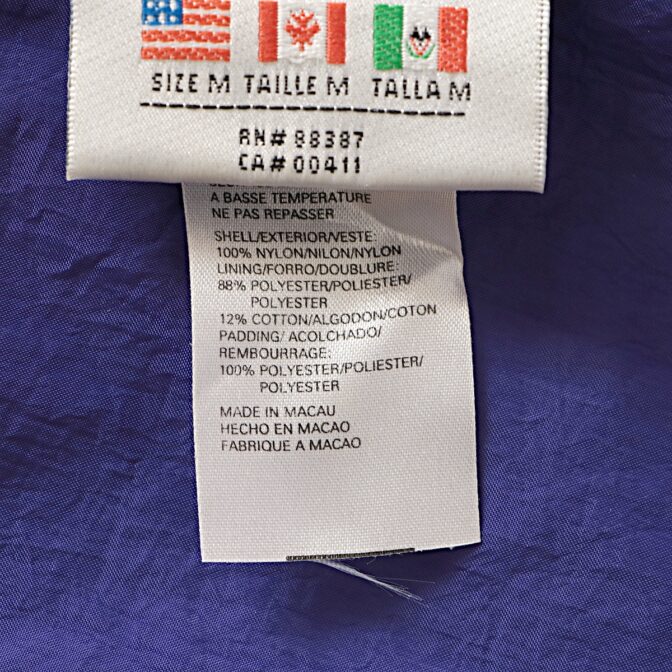 SIZE M TAILLE M TALLA M
RN# 88387
CA# 00411
A BASSE TEMPERATURE
NE PAS REPASSER
SHELL/EXTERIOR/VESTE:
100% NYLON/NILON/NYLON
LINING/FORRO/DOUBLURE:
88% POLYESTER/POLIESTER/
POLYESTER
12% COTTON/ALGODON/COTON
PADDING/ ACOLCHADO/
REMBOURRAGE:
100% POLYESTER/POLIESTER/
POLYESTER
MADE IN MACAU
HECHO EN MACAO
FABRIQUE A MACAO